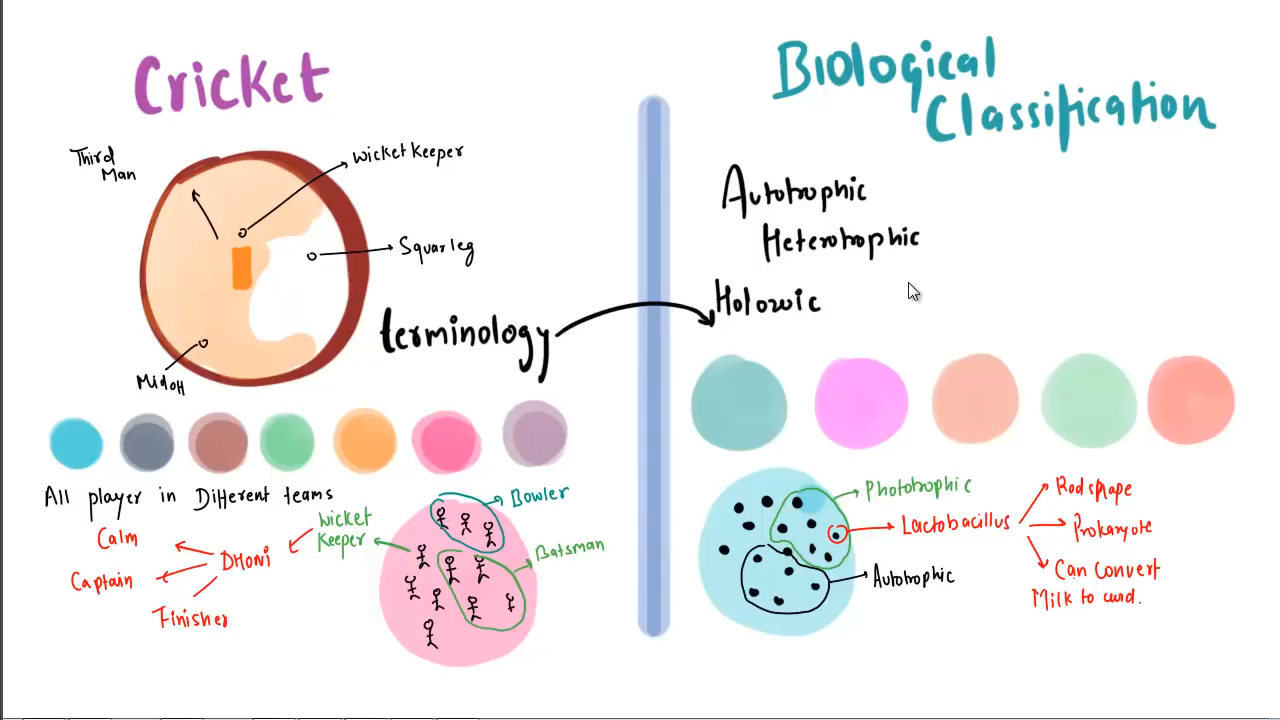 Cricket
Third
Man
Wicket Keeper
Squarleg
Midoff
terminology
All player in Different teams
Calm
Captain
DHONI
Finisher
Wicket
Keeper
Bowler
Batsman
Biological
Classification
Autotrophic
Heterotrophic
Holozoic
Phototrophic
Lactobacillus
Autotrophic
Rod shape
Prokaryote
Can convert
Milk to curd.